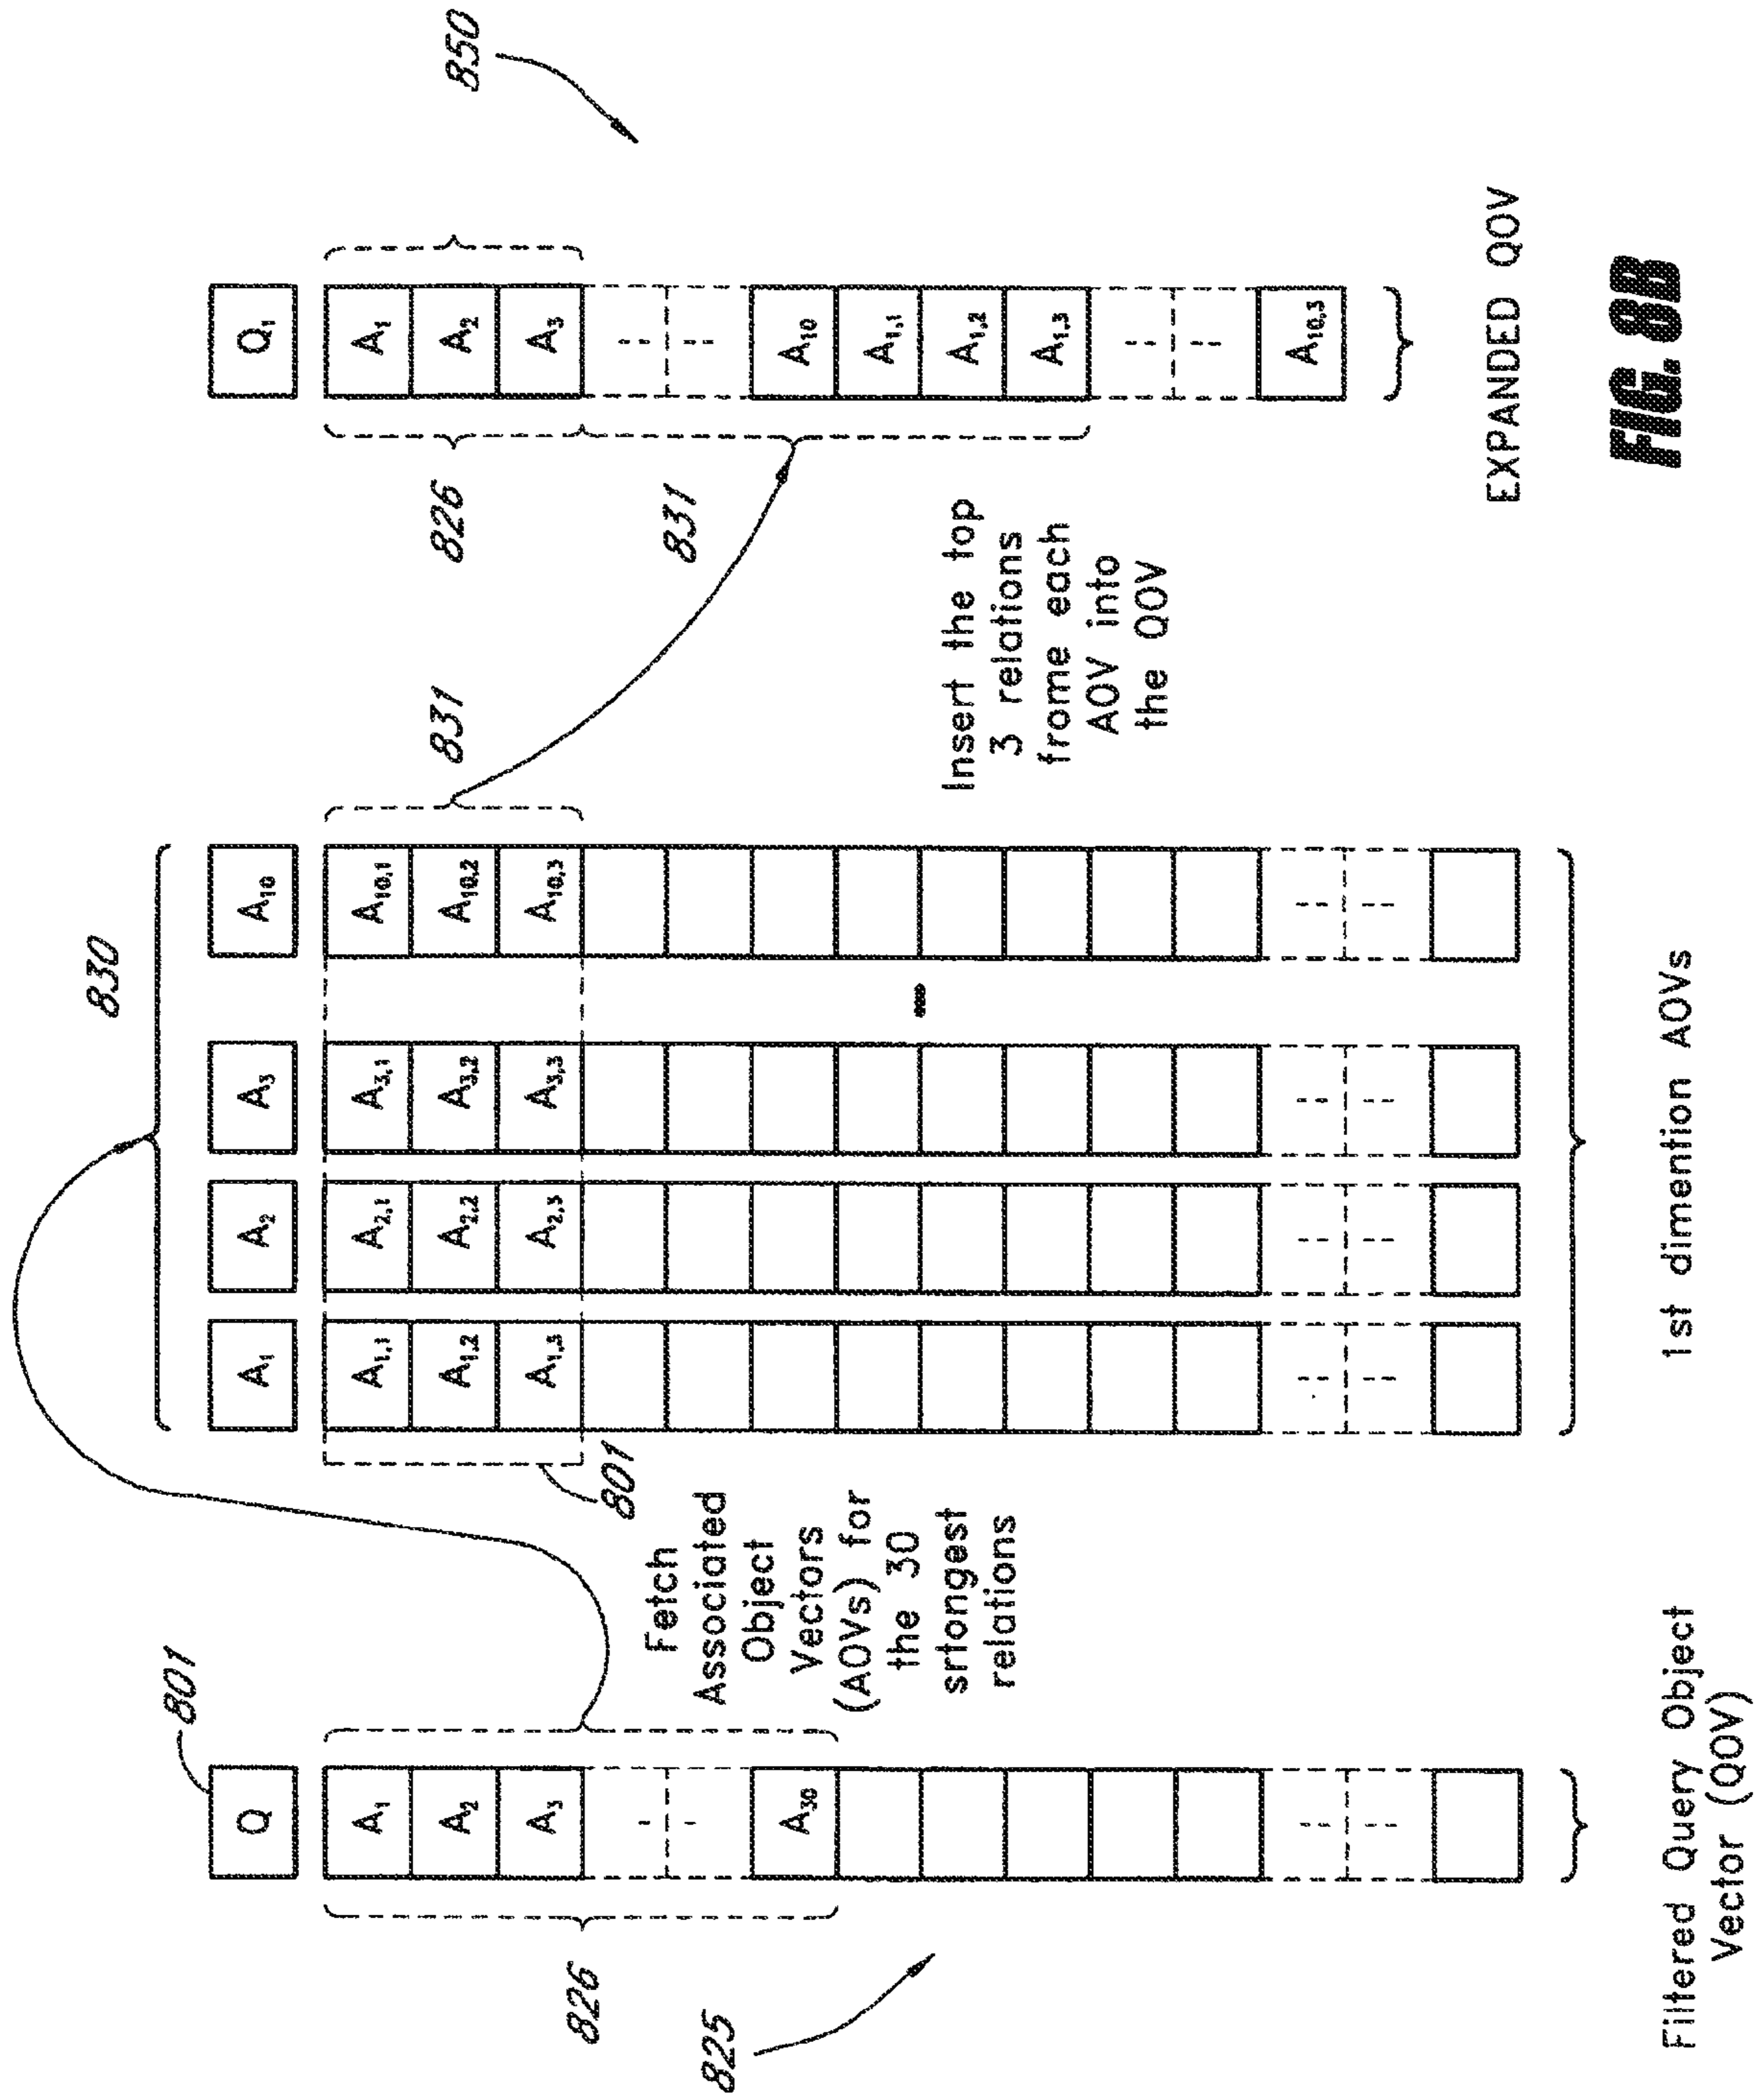 830
801
Q A₁ A₂ A₃ A₁₀ Q₁
A₁ A₁,₁ A₂,₁ A₃,₁ A₁₀,₁ A₁
A₂ A₁,₂ A₂,₂ A₃,₂ A₁₀,₂ A₂
A₃ A₁,₃ A₂,₃ A₃,₃ A₁₀,₃ A₃
831
826
850
826
801
831
825
Fetch
Associated
Object
Vectors
(AOVs) for
the 30
srtongest
relations
A₃₀
A₁₀
A₁,₁
A₁,₂
A₁,₃
A₁₀,₃
Insert the top
3 relations
frome each
AOV into
the QOV
Filtered Query Object
Vector (QOV)
1st dimention AOVs
EXPANDED QOV
FIG. 8B